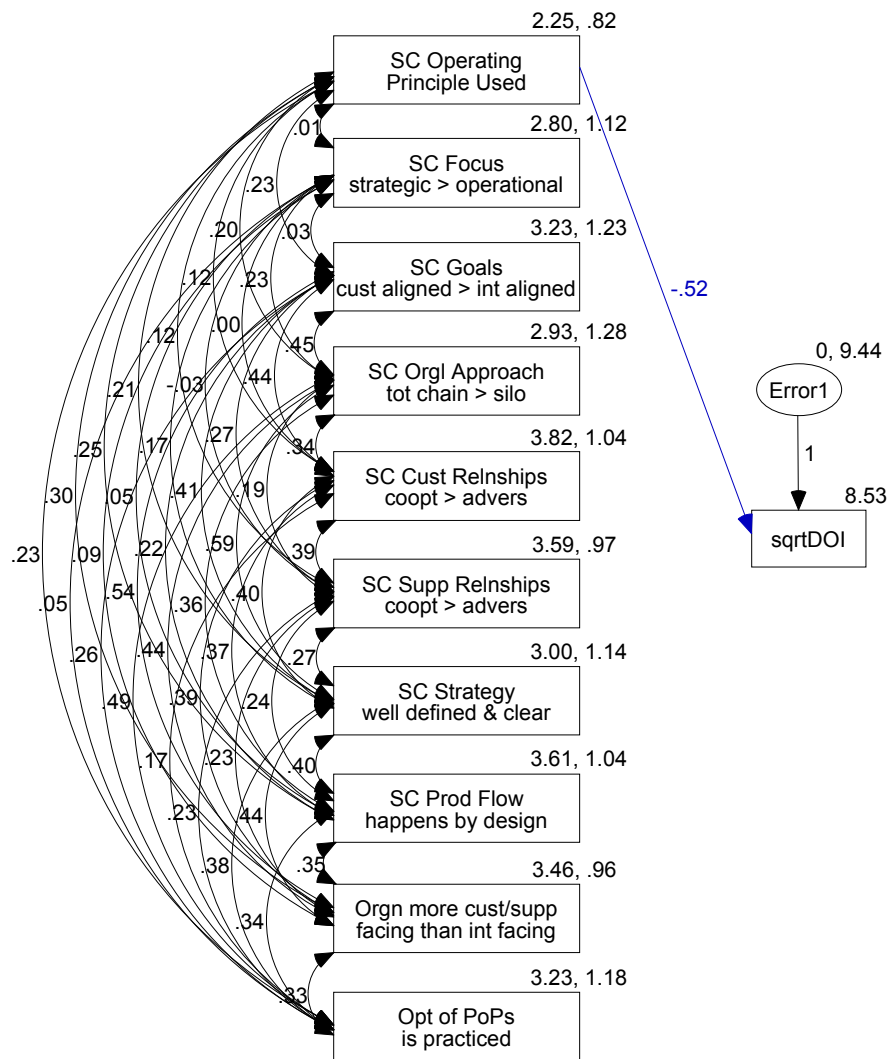 2.25, .82
SC Operating
Principle Used
.01
2.80, 1.12
SC Focus
strategic > operational
.23
.03
3.23, 1.23
.20
.12
.23
SC Goals
cust aligned > int aligned
-.52
.12
.00
.45
2.93, 1.28
0, 9.44
.21
-.03
.44
SC Orgl Approach
tot chain > silo
Error1
.25
.17
.27
.34
3.82, 1.04
1
.30
.05
.41
.19
SC Cust Relnships
coopt > advers
8.53
sqrtDOI
.23
.09
.22
.59
.39
3.59, .97
.05
.54
.36
.40
SC Supp Relnships
coopt > advers
.26
.44
.37
.27
3.00, 1.14
.49
.39
.24
SC Strategy
well defined & clear
.17
.23
.40
3.61, 1.04
.23
.44
SC Prod Flow
happens by design
.38
.35
3.46, .96
.34
Orgn more cust/supp
facing than int facing
.33
3.23, 1.18
Opt of PoPs
is practiced